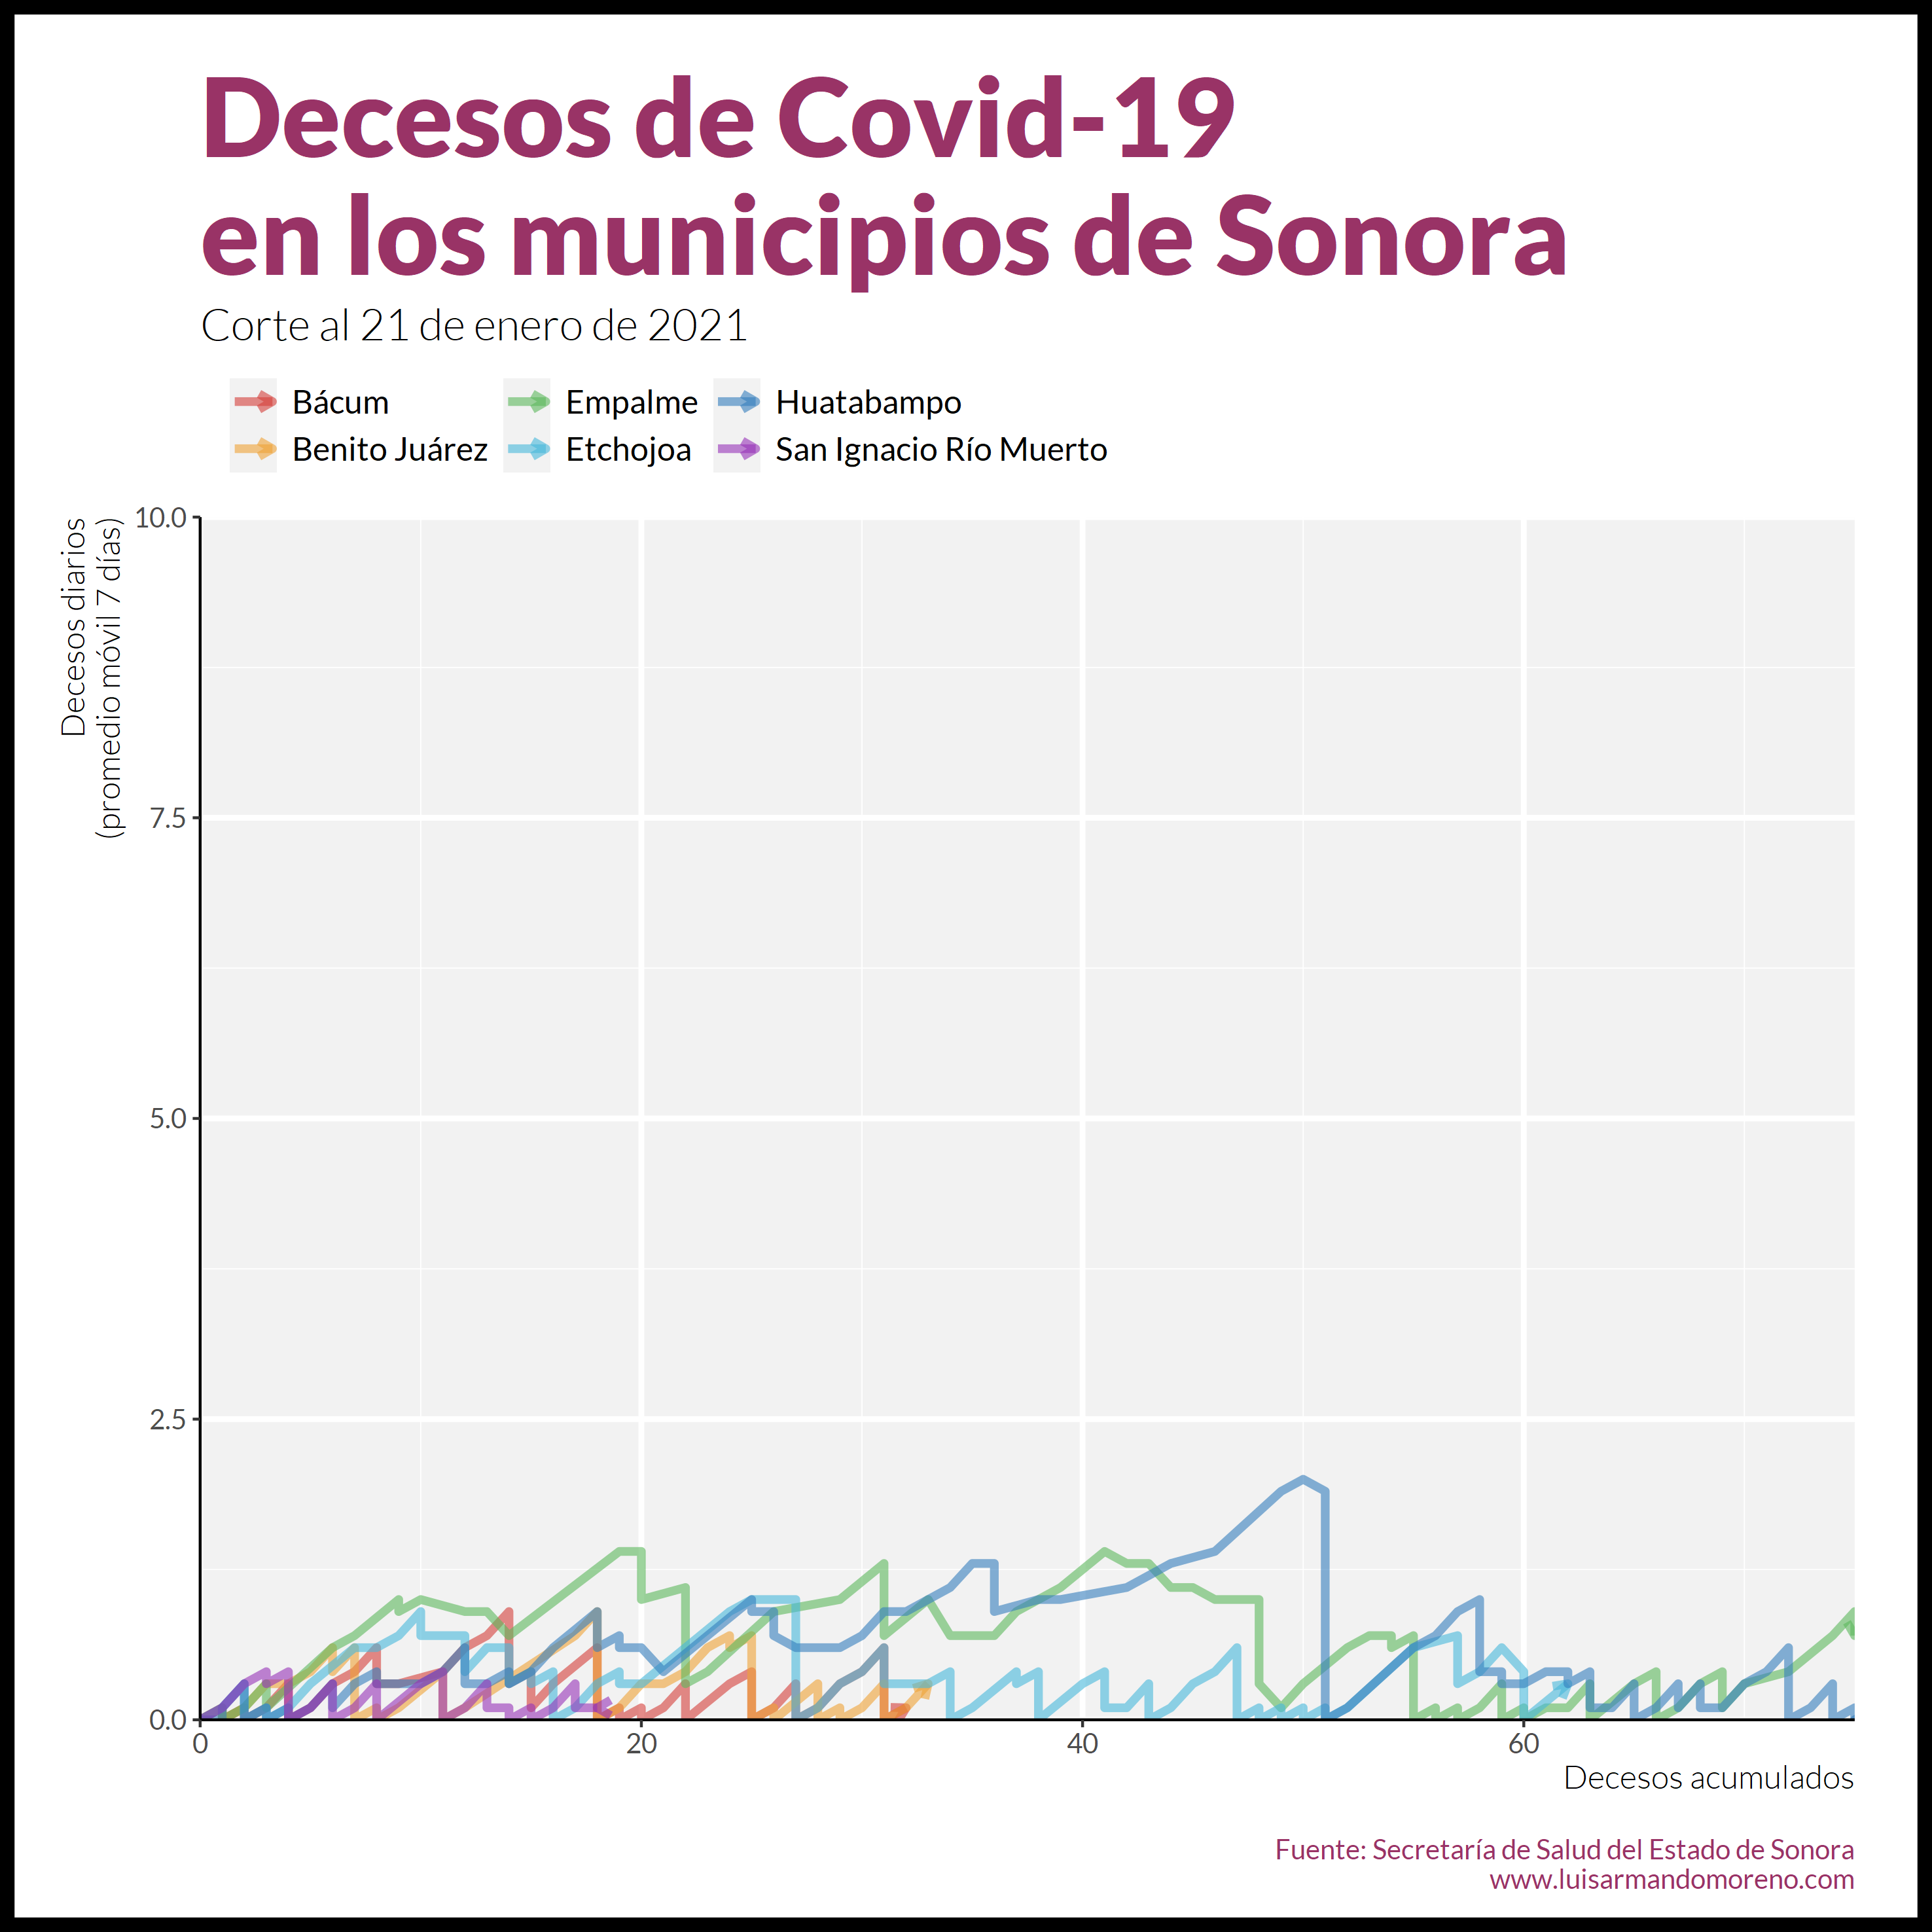 Decesos de Covid-19
en los municipios de Sonora
Corte al 21 de enero de 2021
Bácum
Empalme
Huatabampo
Benito Juárez
Etchojoa
San Ignacio Río Muerto
Decesos diarios
(promedio móvil 7 días)
10.0
7.5
5.0
2.5
0.0
0
20
40
60
Decesos acumulados
Fuente: Secretaría de Salud del Estado de Sonora
www.luisarmandomoreno.com